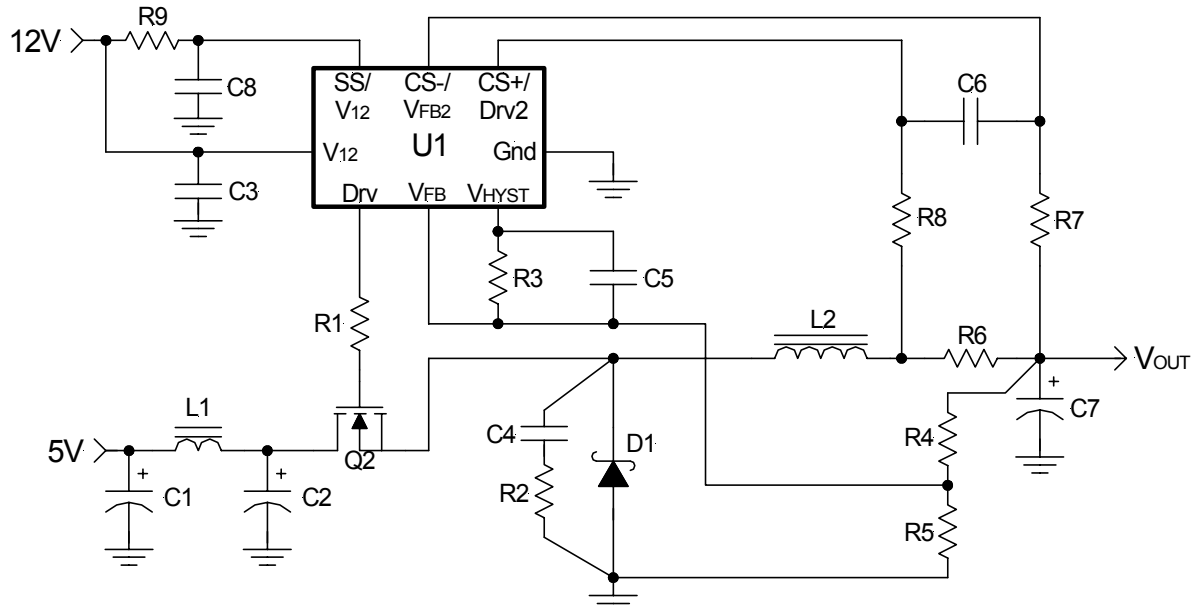 R9
12V
C8
SS/ CS-/ CS+/
V12 VFB2 Drv2
C6
U1
V12 Gnd
C3
Drv VFB VHYST
R8
R7
R3
C5
R1
L2
R6
VOUT
L1
+
C7
C4
R4
5V
Q2
D1
+
+
C1
C2
R2
R5